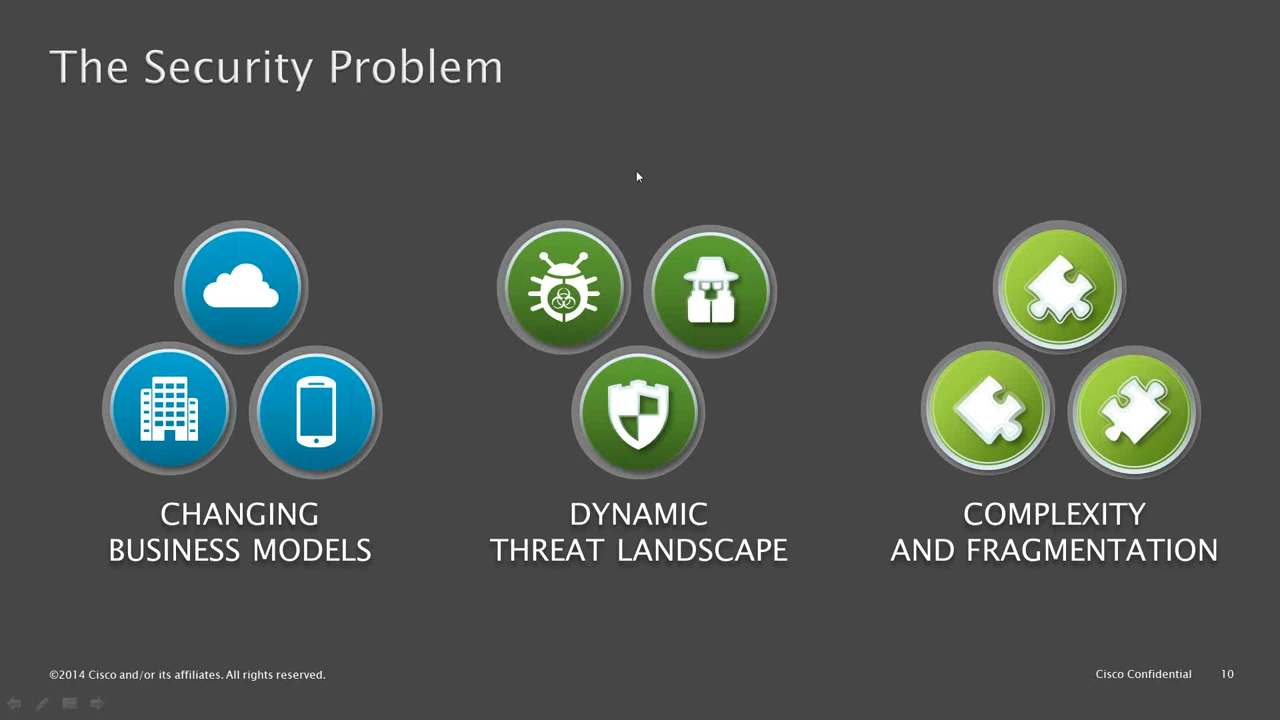 The Security Problem
CHANGING
BUSINESS MODELS
DYNAMIC
THREAT LANDSCAPE
COMPLEXITY
AND FRAGMENTATION
©2014 Cisco and/or its affiliates. All rights reserved.
Cisco Confidential 10